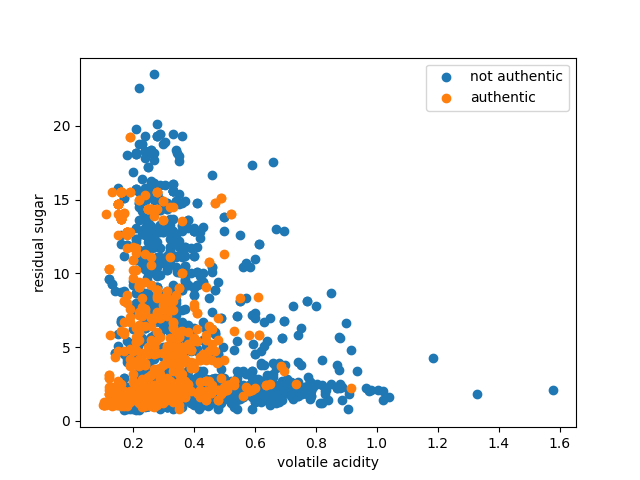 not authentic
authentic
20
15
10
5
0
residual sugar
0.2 0.4 0.6 0.8 1.0 1.2 1.4 1.6
volatile acidity